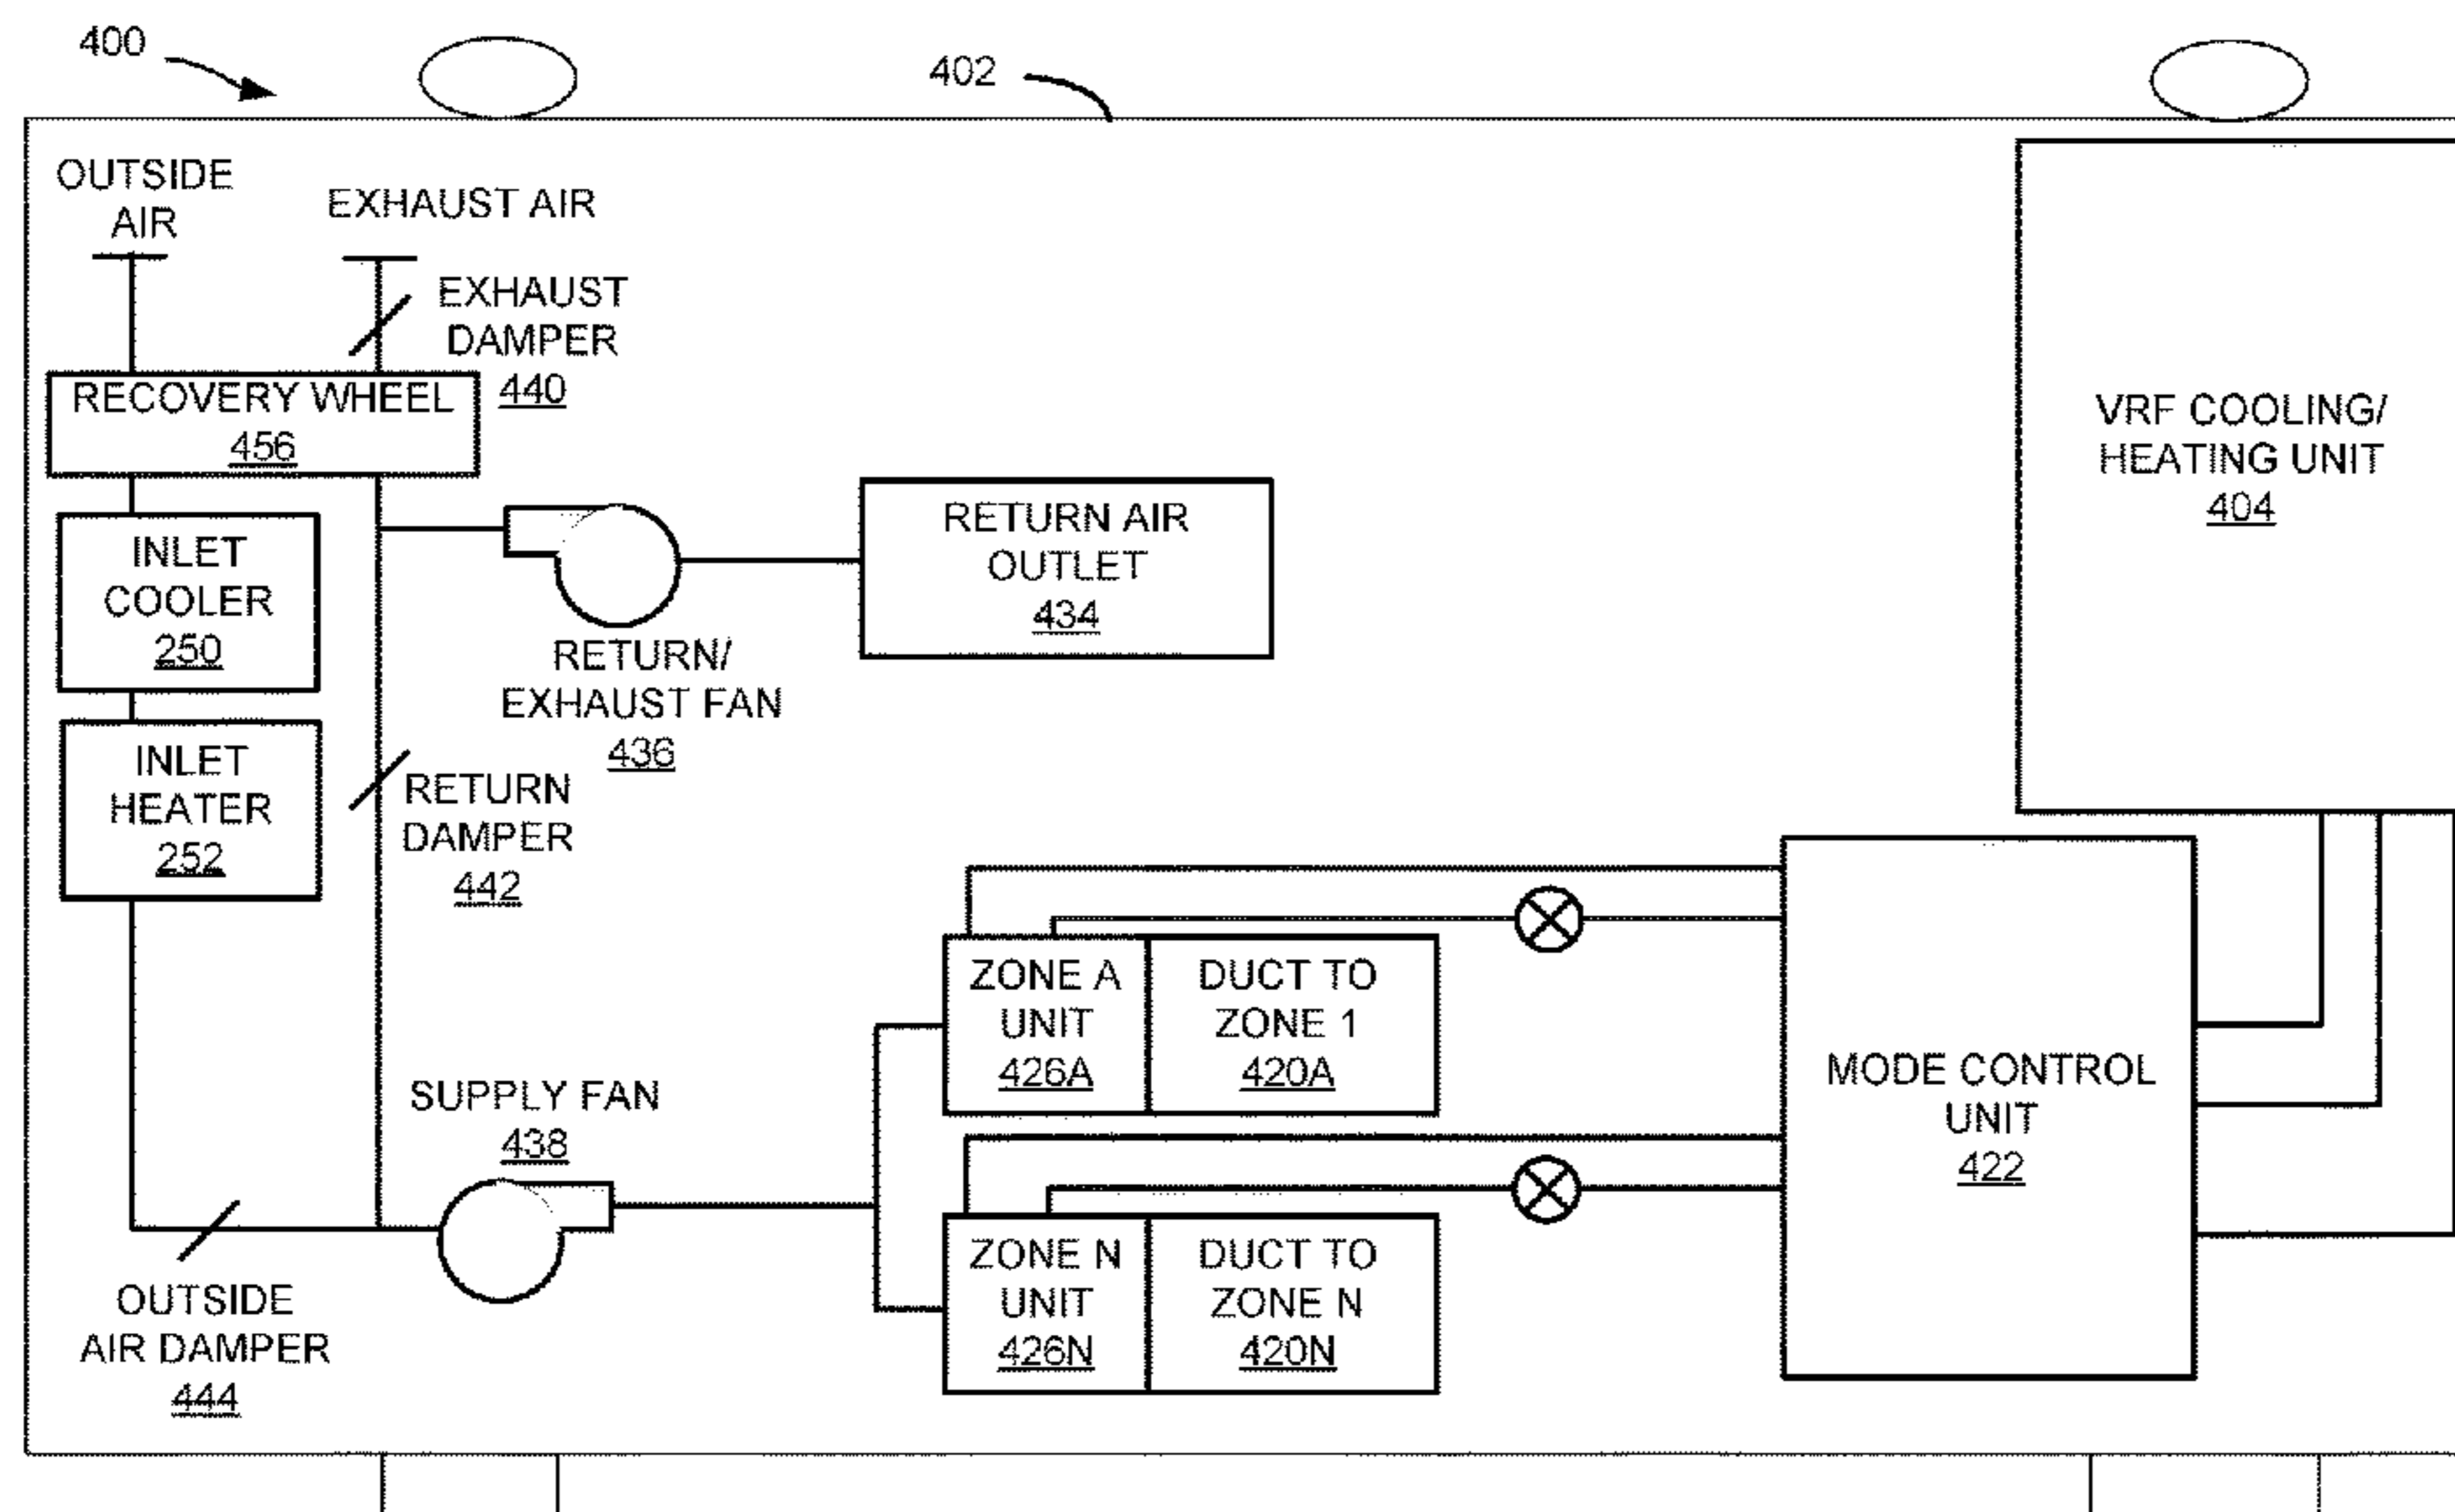 400
402
OUTSIDE
AIR
EXHAUST AIR
EXHAUST
DAMPER
440
RECOVERY WHEEL
456
INLET
COOLER
250
INLET
HEATER
252
RETURN/
EXHAUST FAN
436
RETURN AIR
OUTLET
434
VRF COOLING/
HEATING UNIT
404
RETURN
DAMPER
442
SUPPLY FAN
438
OUTSIDE
AIR DAMPER
444
ZONE A
UNIT
426A
DUCT TO
ZONE 1
420A
ZONE N
UNIT
426N
DUCT TO
ZONE N
420N
MODE CONTROL
UNIT
422